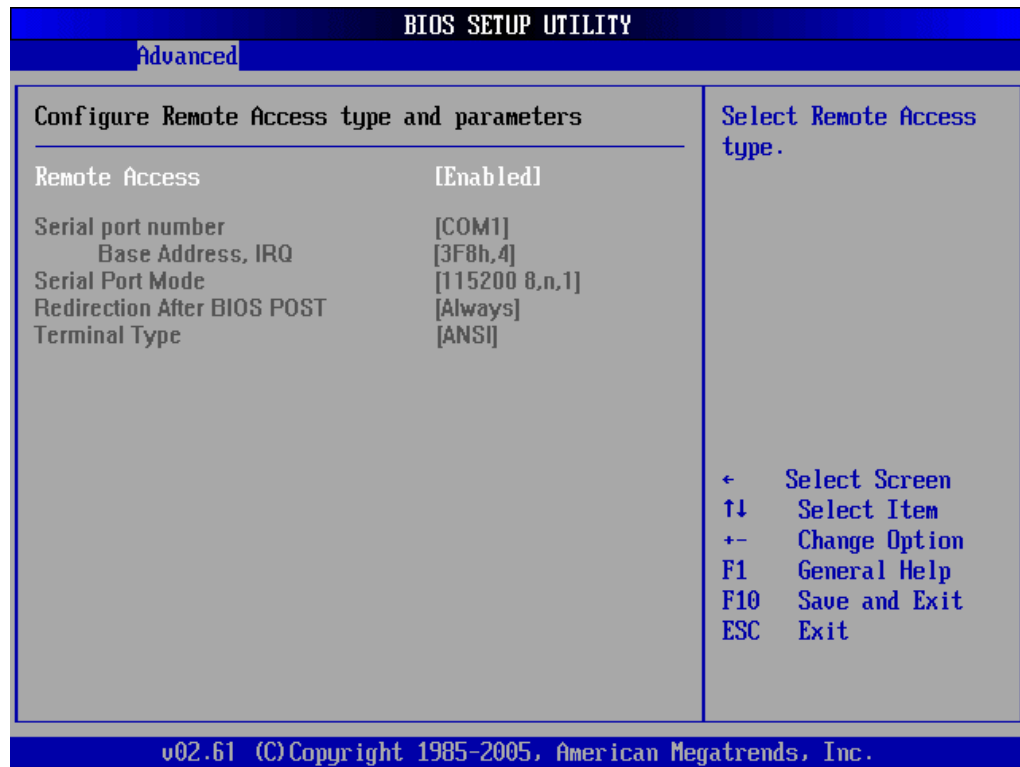 BIOS SETUP UTILITY
Advanced
Configure Remote Access type and parameters
Remote Access [Enabled]
Serial port number [COM1]
Base Address, IRQ [3F8h,4]
Serial Port Mode [115200 8,n,1]
Redirection After BIOS POST [Always]
Terminal Type [ANSI]
Select Remote Access
type.
← Select Screen
↑↓ Select Item
+- Change Option
F1 General Help
F10 Save and Exit
ESC Exit
v02.61 (C)Copyright 1985-2005, American Megatrends, Inc.